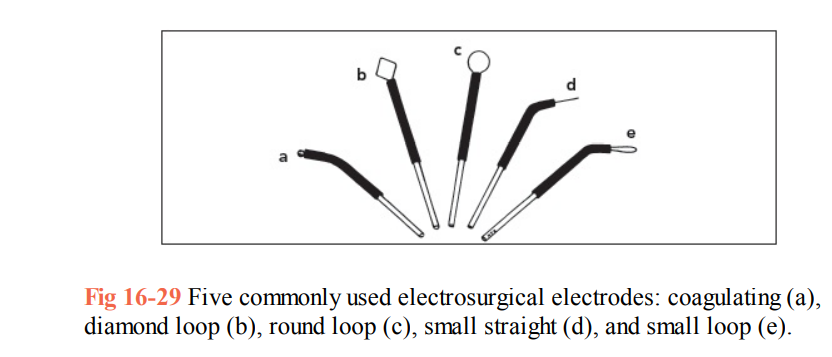 c
b
d
e
a
Fig 16-29 Five commonly used electrosurgical electrodes: coagulating (a),
diamond loop (b), round loop (c), small straight (d), and small loop (e).